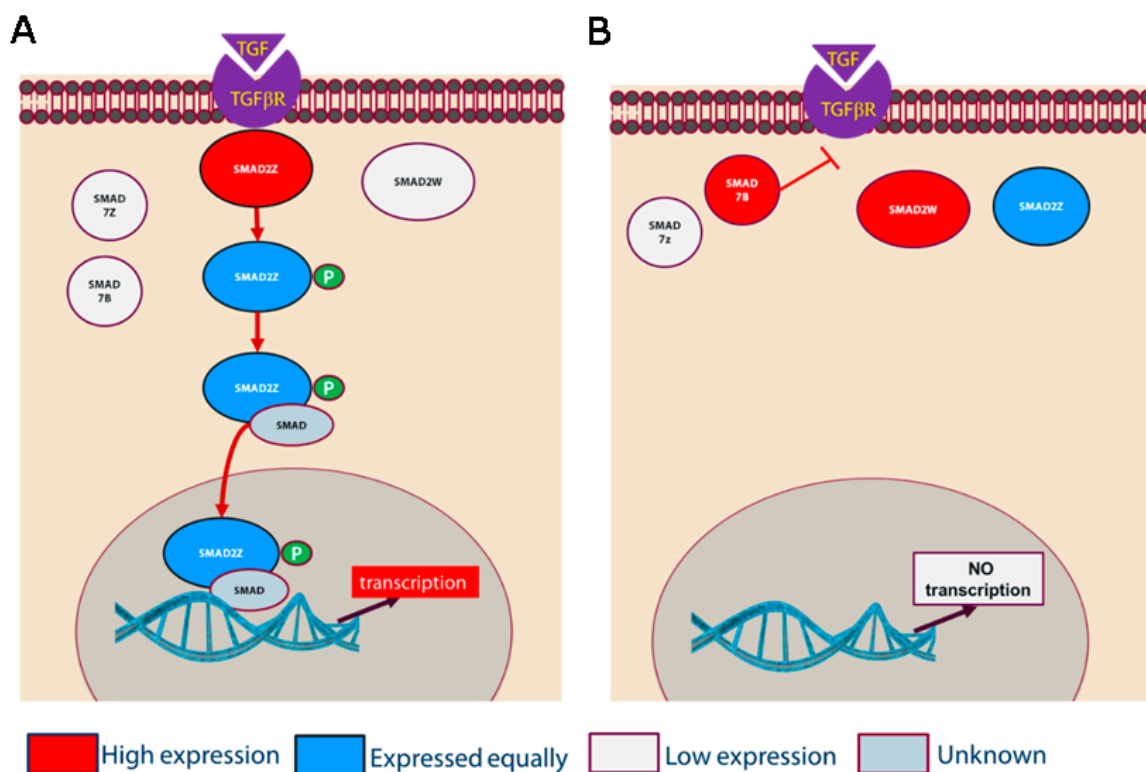 A
TGF
TGFβR
SMAD2Z
SMAD2W
SMAD
7Z
SMAD
7B
SMAD2Z
P
SMAD2Z
P
SMAD
SMAD2Z
P
SMAD
transcription
B
TGF
TGFβR
SMAD
7B
SMAD
7z
SMAD2W
SMAD2Z
NO
transcription
High expression
Expressed equally
Low expression
Unknown